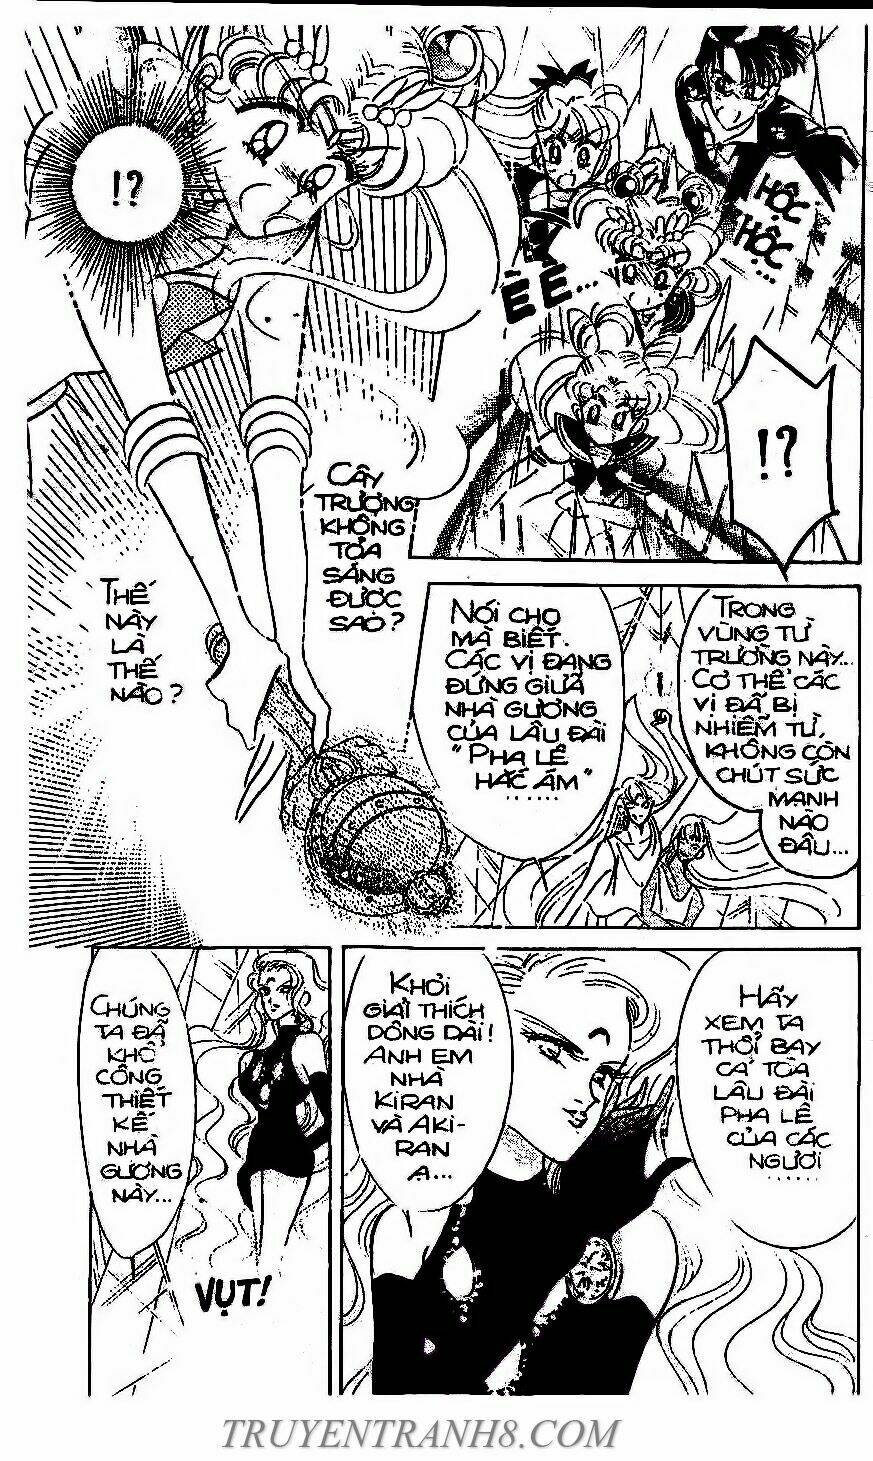 HỘC
HỘC...
Ê Ê...
!?
!?
CÂY
TRƯỢNG
KHÔNG
TỎA
SÁNG
ĐƯỢC
SAO?
THẾ
NÀY
LÀ
THẾ
NÀO?
TRONG
VÙNG TỪ
TRƯỜNG NÀY...
CƠ THỂ CÁC
VỊ ĐÃ BỊ
NHIỄM TỪ,
KHÔNG CÒN
CHÚT SỨC
MẠNH
NÀO
ĐÂU...
NÓI CHO
MÀ BIẾT.
CÁC VỊ ĐANG
ĐỨNG GIỮA
NHÀ GƯƠNG
CỦA LÂU ĐÀI
"PHA LÊ
HẮC ÁM"
......
HÃY
XEM TA
THỔI BAY
CẢ TÒA
LÂU ĐÀI
PHA LÊ
CỦA CÁC
NGƯƠI
......
KHỎI
GIẢI THÍCH
DÔNG DÀI!
ANH EM
NHÀ
KIRAN
VÀ AKI-
RAN
Ạ...
CHÚNG
TA ĐÃ
KHỔ
CÔNG
THIẾT
KẾ
NHÀ
GƯƠNG
NÀY...
VỤT!
TRUYENTRANH8.COM